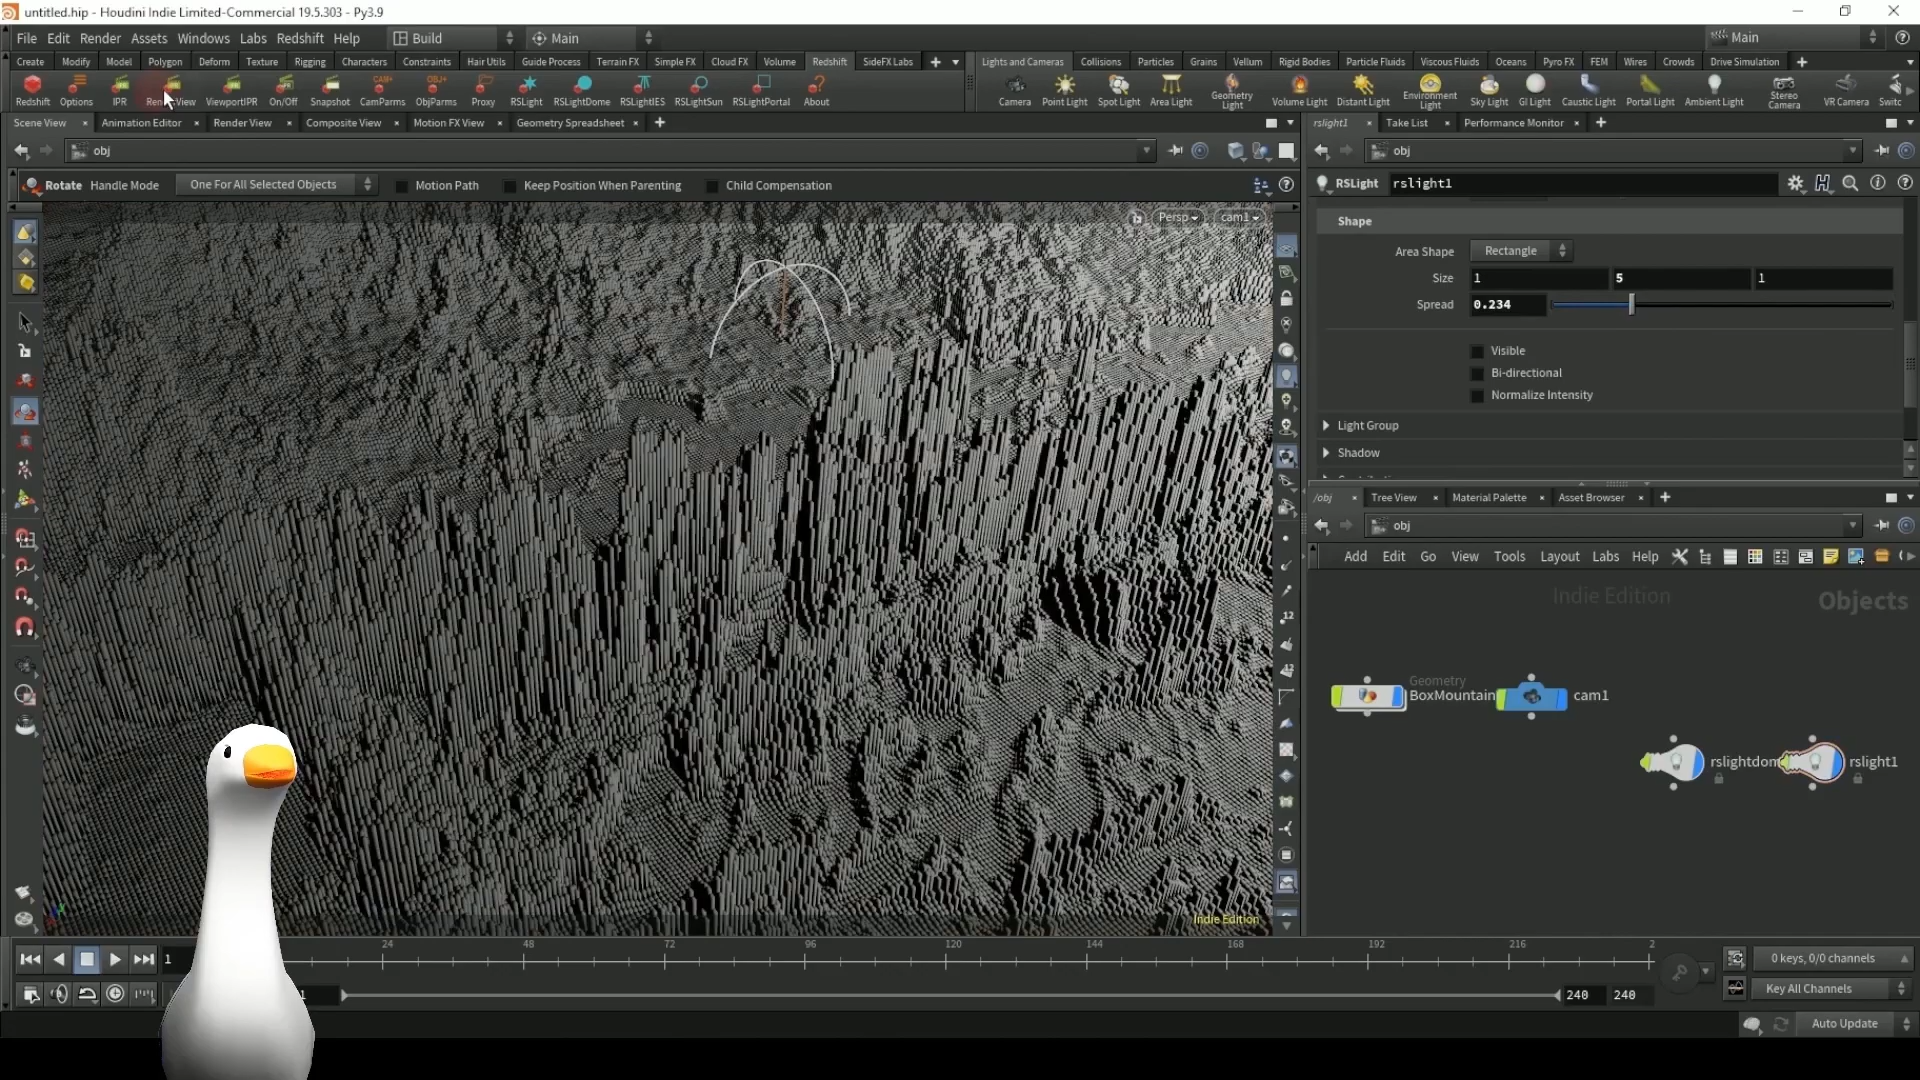 untitled.hip - Houdini Indie Limited-Commercial 19.5.303 - Py3.9
File Edit Render Assets Windows Labs Redshift Help Build Main Main
Create Modify Model Polygon Deform Texture Rigging Characters Constraints Hair Utils Guide Process Terrain FX Simple FX Cloud FX Volume Redshift SideFX Labs
Lights and Cameras Collisions Particles Grains Vellum Rigid Bodies Particle Fluids Viscous Fluids Oceans Pyro FX FEM Wires Crowds Drive Simulation
Redshift Options IPR RenderView ViewportIPR On/Off Snapshot CamParms ObjParms Proxy RSLight RSLightDome RSLightIES RSLightSun RSLightPortal About
Camera Point Light Spot Light Area Light Geometry Light Volume Light Distant Light Environment Light Sky Light GI Light Caustic Light Portal Light Ambient Light Stereo Camera VR Camera Switc
Scene View Animation Editor Render View Composite View Motion FX View Geometry Spreadsheet
rslight1 Take List Performance Monitor
obj
obj
Rotate Handle Mode One For All Selected Objects Motion Path Keep Position When Parenting Child Compensation
RSLight rslight1
Persp cam1
Shape
Area Shape Rectangle
Size 1 5 1
Spread 0.234
Visible
Bi-directional
Normalize Intensity
Light Group
Shadow
/obj Tree View Material Palette Asset Browser
obj
Add Edit Go View Tools Layout Labs Help
Indie Edition
Objects
Geometry
BoxMountain
cam1
rslightdom
rslight1
Indie Edition
24 48 72 96 120 144 168 192 216 2
1
0 keys, 0/0 channels
1
240 240
Key All Channels
Auto Update